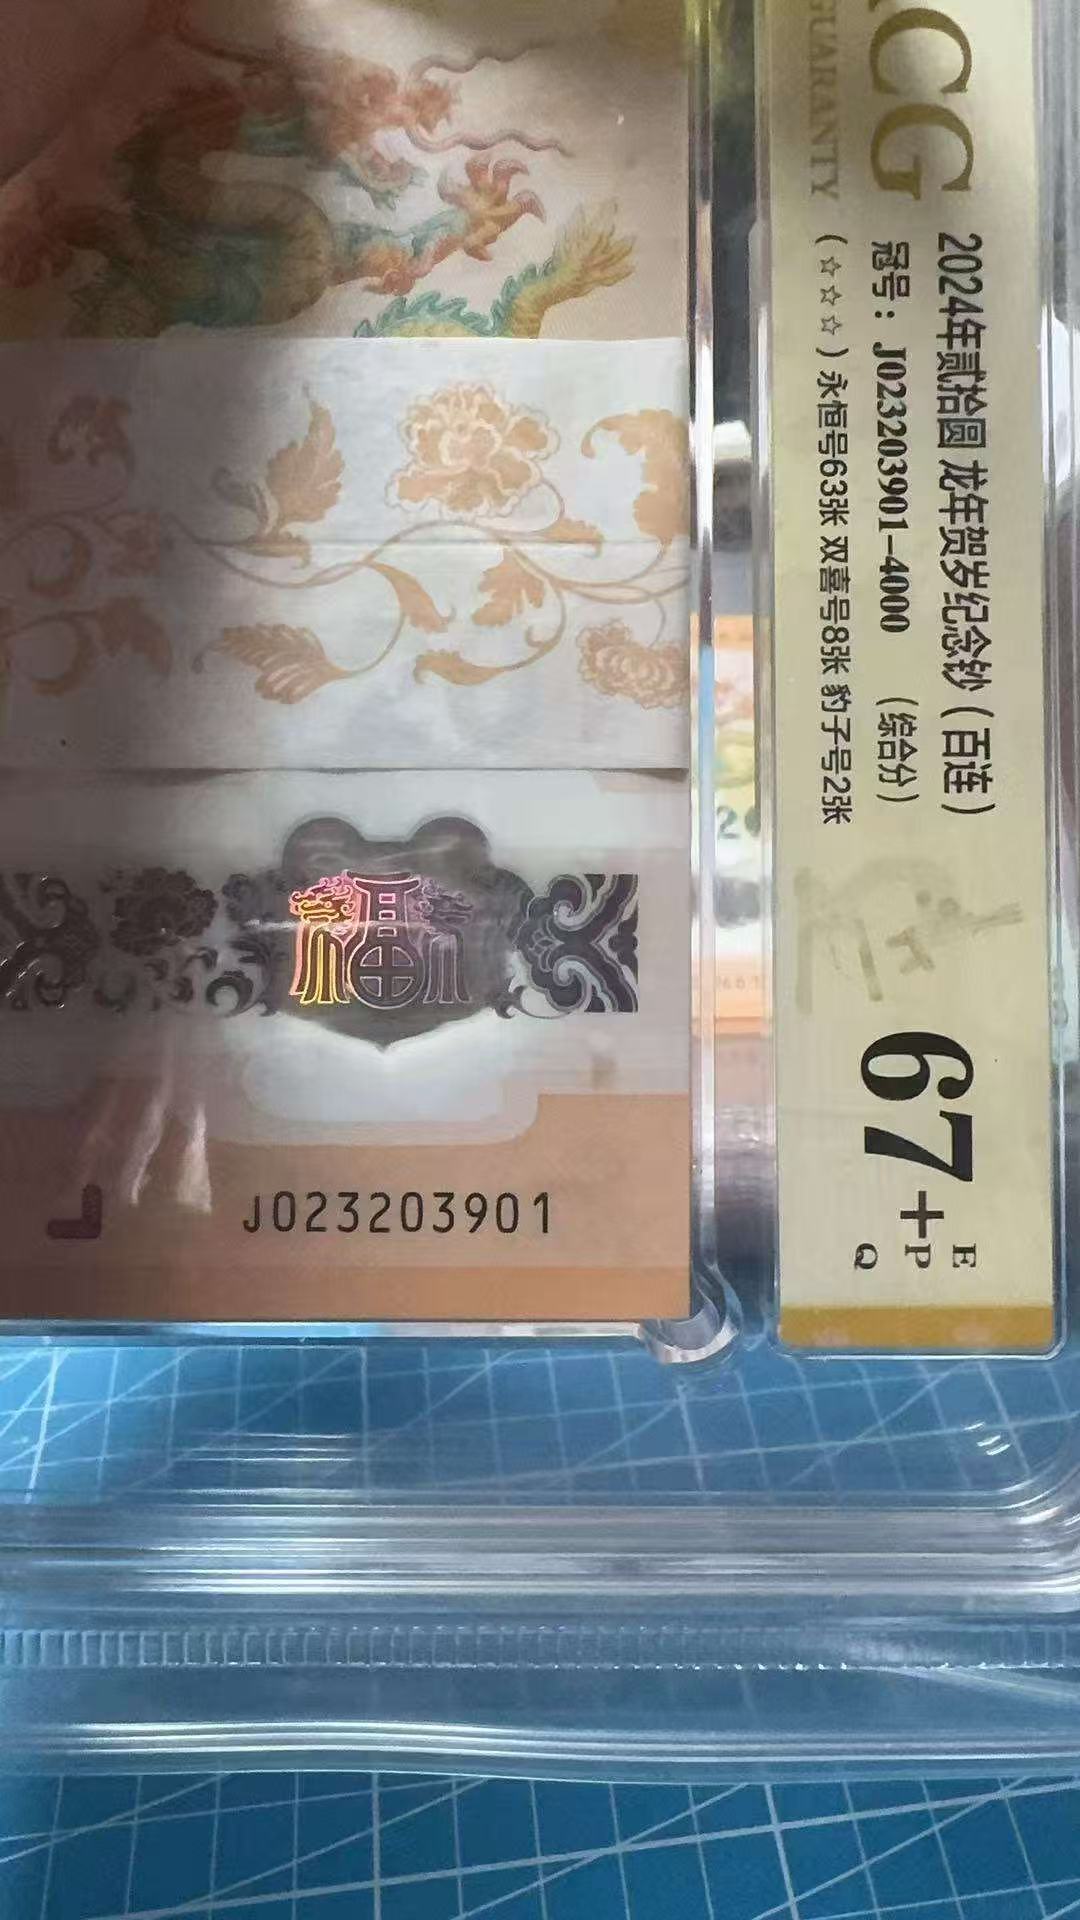 CG
GUARANTY
2024年贰拾圆 龙年贺岁纪念钞（百连）
冠号：J023203901-4000 （综合分）
（☆☆☆）永恒号63张 双喜号8张 豹子号2张
67+
E
P
Q
福
J023203901